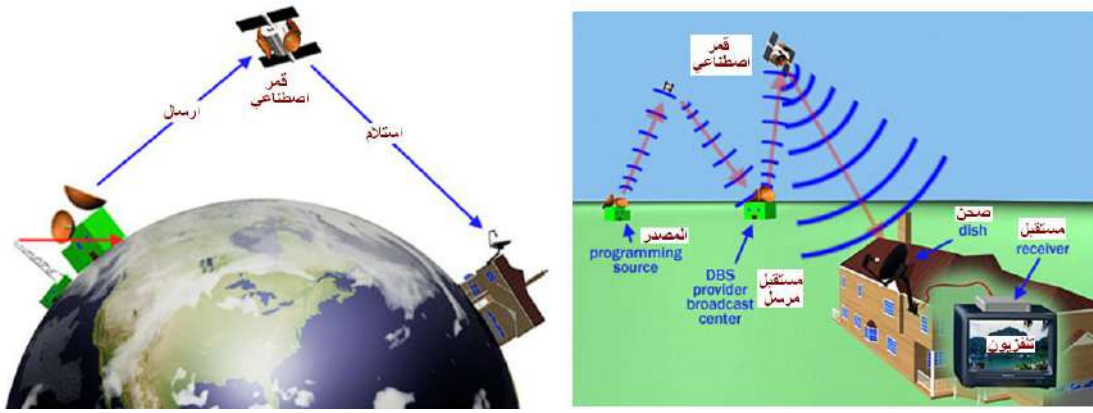 قمر
اصطناعي
ارسال
استلام
قمر
اصطناعي
المصدر
programming
source
DBS
provider
broadcast
center
مستقبل
مرسل
صحن
dish
مستقبل
receiver
تلفزيون